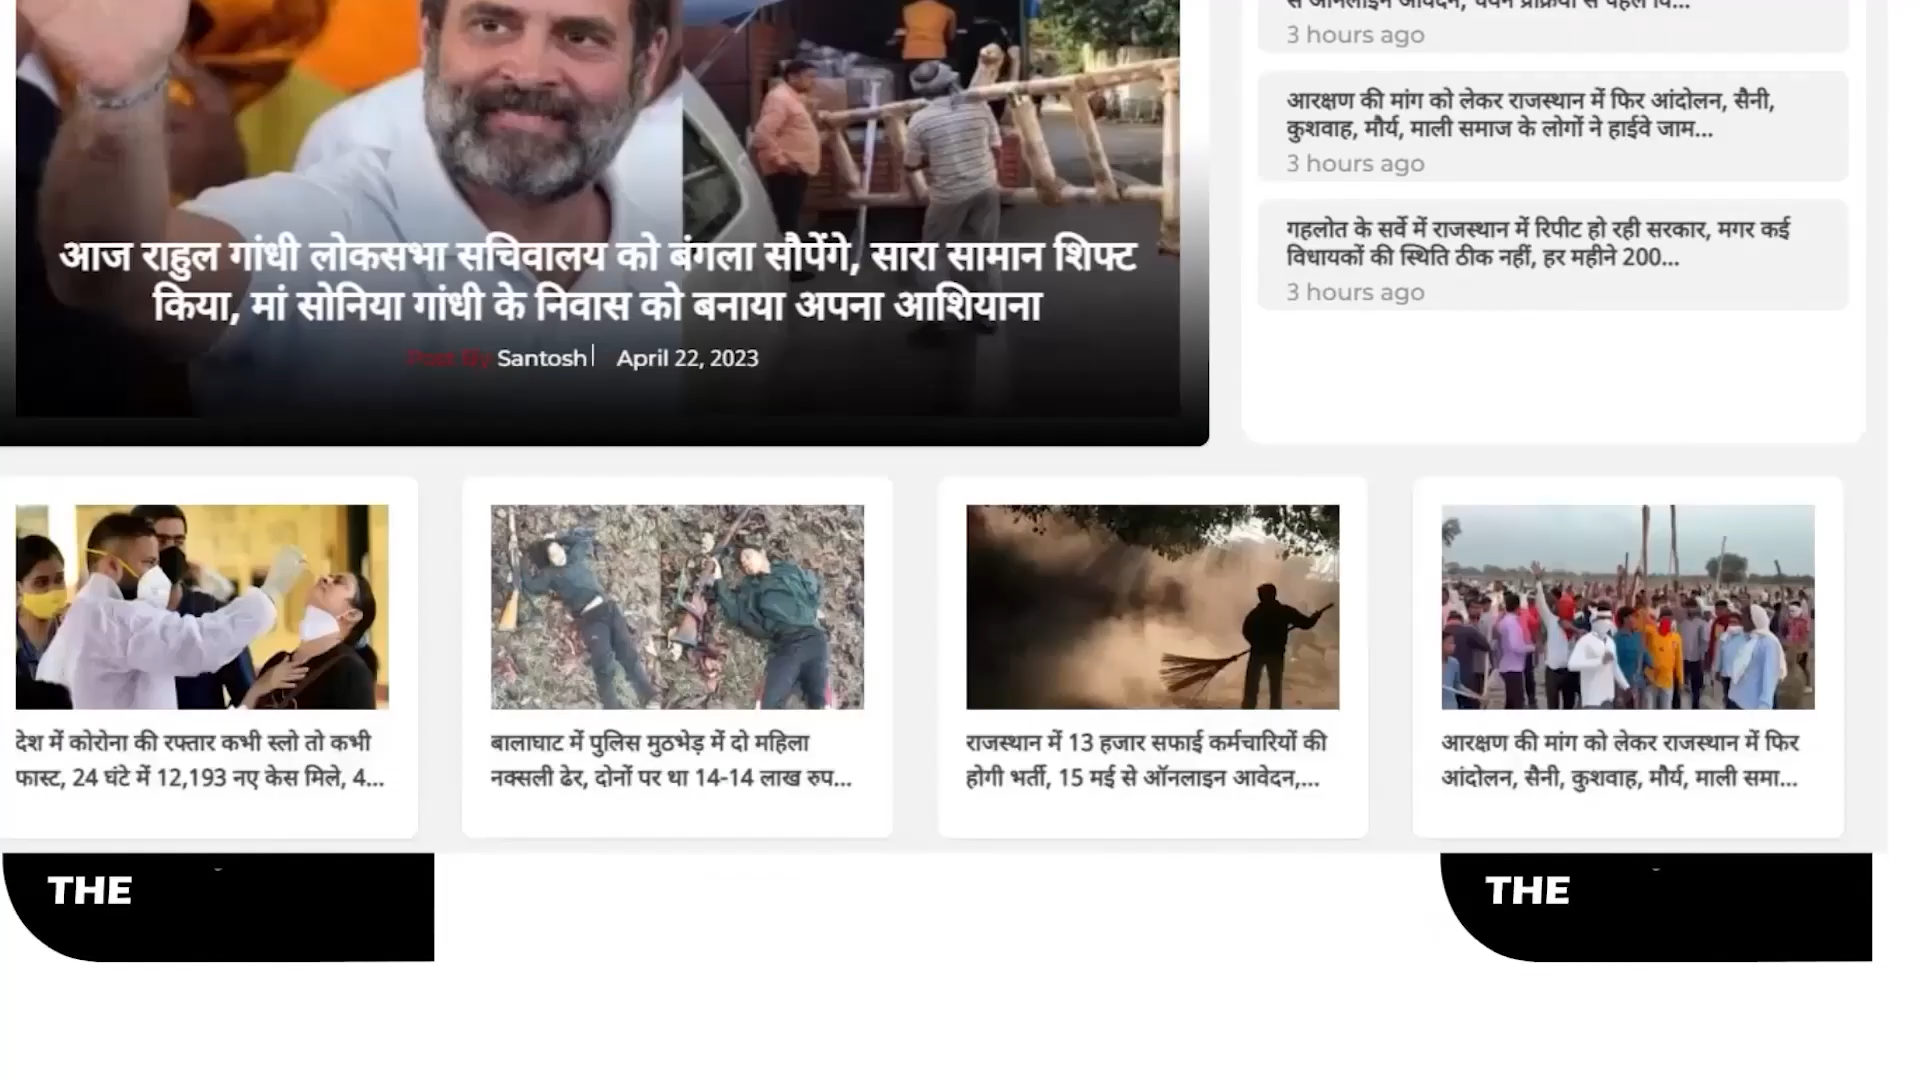 3 hours ago
आरक्षण की मांग को लेकर राजस्थान में फिर आंदोलन, सैनी,
कुशवाह, मौर्य, माली समाज के लोगों ने हाईवे जाम...
3 hours ago
गहलोत के सर्वे में राजस्थान में रिपीट हो रही सरकार, मगर कई
विधायकों की स्थिति ठीक नहीं, हर महीने 200...
3 hours ago
आज राहुल गांधी लोकसभा सचिवालय को बंगला सौपेंगे, सारा सामान शिफ्ट
किया, मां सोनिया गांधी के निवास को बनाया अपना आशियाना
Post By Santosh | April 22, 2023
देश में कोरोना की रफ्तार कभी स्लो तो कभी
फास्ट, 24 घंटे में 12,193 नए केस मिले, 4...
बालाघाट में पुलिस मुठभेड़ में दो महिला
नक्सली ढेर, दोनों पर था 14-14 लाख रुप...
राजस्थान में 13 हजार सफाई कर्मचारियों की
होगी भर्ती, 15 मई से ऑनलाइन आवेदन,...
आरक्षण की मांग को लेकर राजस्थान में फिर
आंदोलन, सैनी, कुशवाह, मौर्य, माली समा...
THE
THE